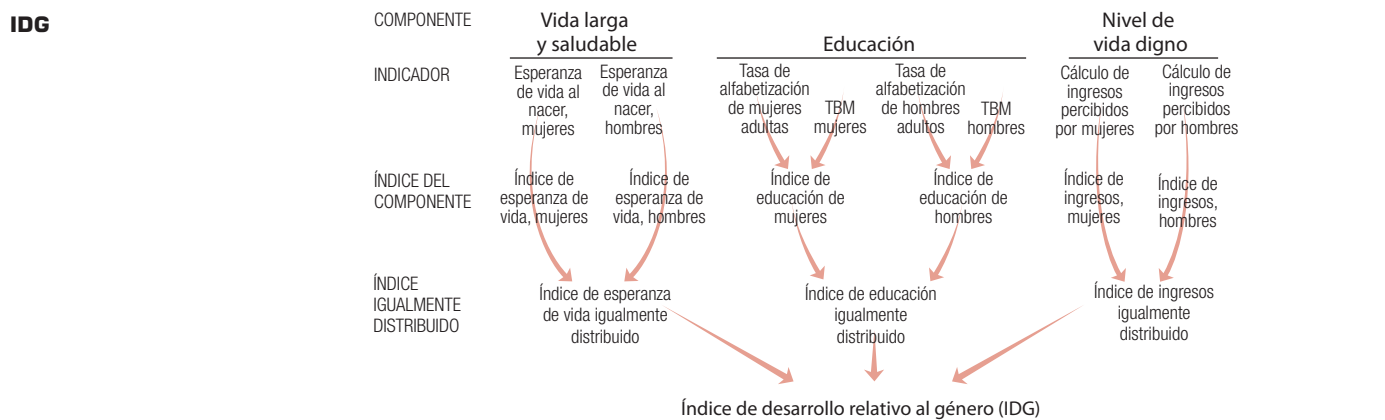 IDG
COMPONENTE
Vida larga
y saludable
Educación
Nivel de
vida digno
INDICADOR
Esperanza
de vida al
nacer,
mujeres
Esperanza
de vida al
nacer,
hombres
Tasa de
alfabetización
de mujeres
adultas
TBM
mujeres
Tasa de
alfabetización
de hombres
adultos
TBM
hombres
Cálculo de
ingresos
percibidos
por mujeres
Cálculo de
ingresos
percibidos
por hombres
ÍNDICE DEL
COMPONENTE
Índice de
esperanza de
vida, mujeres
Índice de
esperanza de
vida, hombres
Índice de
educación de
mujeres
Índice de
educación de
hombres
Índice de
ingresos,
mujeres
Índice de
ingresos,
hombres
ÍNDICE
IGUALMENTE
DISTRIBUIDO
Índice de esperanza
de vida igualmente
distribuido
Índice de educación
igualmente
distribuido
Índice de ingresos
igualmente
distribuido
Índice de desarrollo relativo al género (IDG)